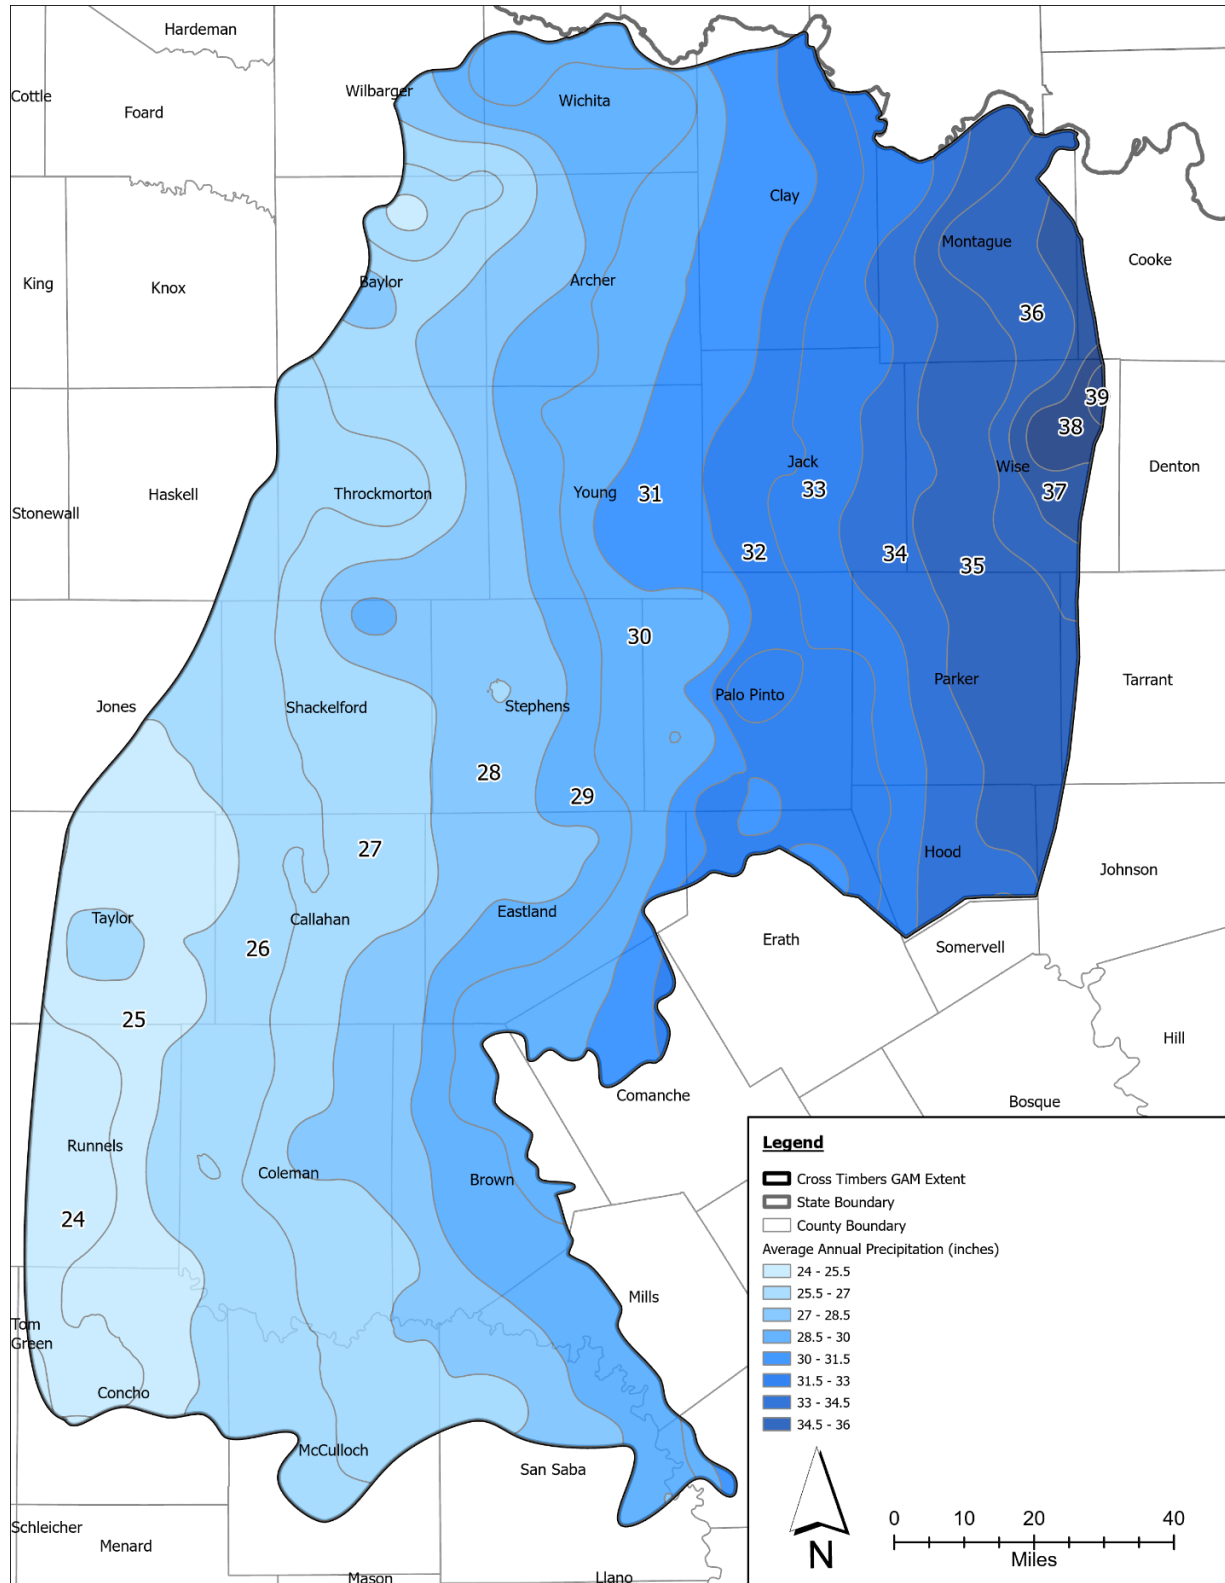 Hardeman
Cottle
Foard
Wilbarger
Wichita
Clay
Montague
Cooke
King
Knox
Baylor
Archer
36
39
38
Stonewall
Haskell
Throckmorton
Young
31
Jack
33
Wise
37
Denton
32
34
35
30
Jones
Shackelford
Stephens
Palo Pinto
Parker
Tarrant
28
29
27
Hood
Johnson
Taylor
Callahan
Eastland
26
Erath
Somervell
25
Hill
Comanche
Bosque
Runnels
Coleman
Brown
24
Mills
Tom
Green
Concho
McCulloch
San Saba
Schleicher
Menard
Mason
Llano
Legend
Cross Timbers GAM Extent
State Boundary
County Boundary
Average Annual Precipitation (inches)
24 - 25.5
25.5 - 27
27 - 28.5
28.5 - 30
30 - 31.5
31.5 - 33
33 - 34.5
34.5 - 36
N
0 10 20 40
Miles